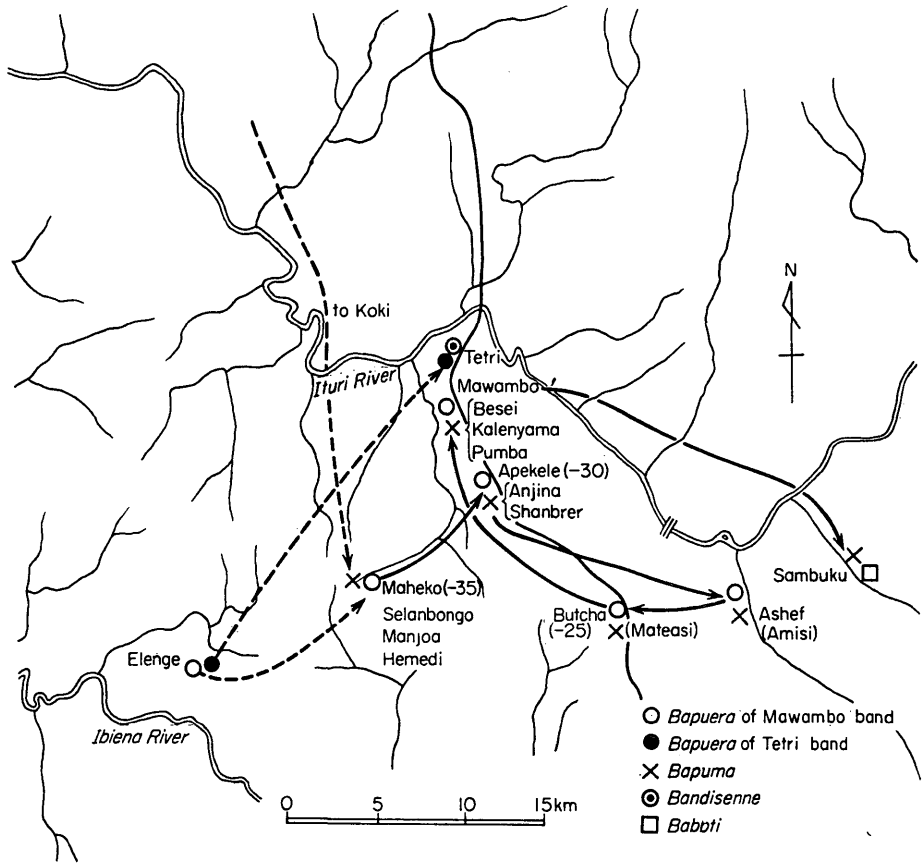 N
to Koki
Ituri River
Tetri
Mawambo
Besei
Kalenyama
Pumba
Apekele (-30)
Anjina
Shanbrer
Maheko (-35)
Selanbongo
Manjoa
Hemedi
Elenge
Ibiena River
Butcha
(-25)
(Mateasi)
Sambuku
Ashef
(Amisi)
Bapuera of Mawambo band
Bapuera of Tetri band
Bapuma
Bandisenne
Baboti
0 5 10 15km